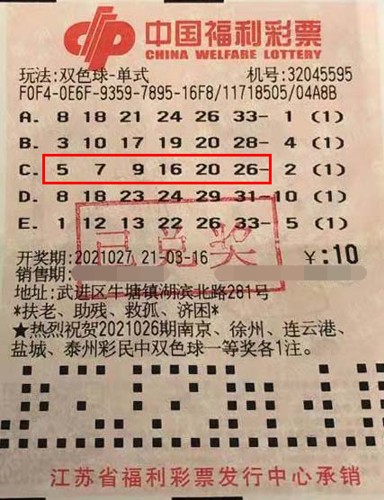 中国福利彩票
CHINA WELFARE LOTTERY
玩法:双色球-单式 机号:32045595
F0F4-0E6F-9359-7895-16F8/11718505/04A8B
A. 8 18 21 24 26 33- 1 (1)
B. 3 10 17 19 20 28- 4 (1)
C. 5 7 9 16 20 26- 2 (1)
D. 8 18 23 24 29 31-10 (1)
E. 1 12 13 22 26 33- 5 (1)
已兑奖
开奖期:2021027 21-03-16 ¥:10
销售期:
地址:武进区牛塘镇湖滨北路281号
*扶老、助残、救孤、济困*
★热烈祝贺2021026期南京、徐州、连云港、
盐城、泰州彩民中双色球一等奖各1注。
江苏省福利彩票发行中心承销